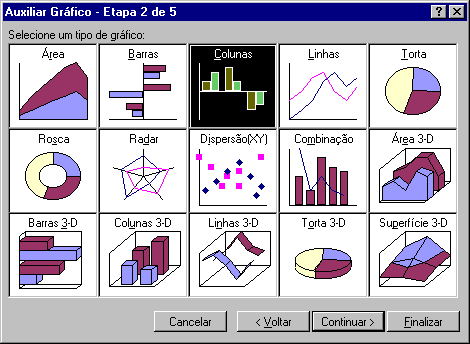 Auxiliar Gráfico - Etapa 2 de 5
Selecione um tipo de gráfico:
Área Barras Colunas Linhas Torta
Rosca Radar Dispersão(XY) Combinação Área 3-D
Barras 3-D Colunas 3-D Linhas 3-D Torta 3-D Superfície 3-D
Cancelar < Voltar Continuar > Finalizar